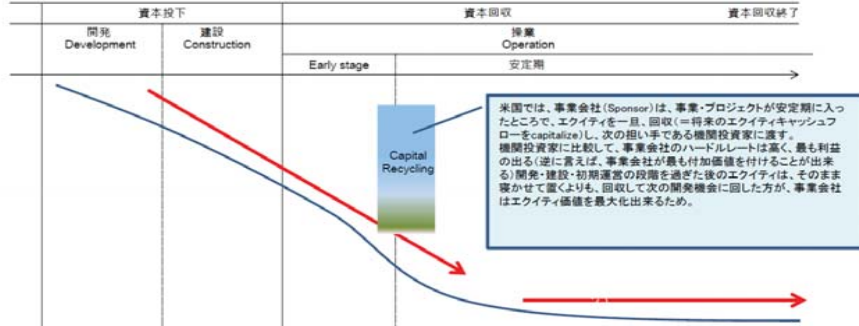 資本投下
資本回収
資本回収終了
開発
Development
建設
Construction
操業
Operation
Early stage
安定期
Capital
Recycling
米国では、事業会社(Sponsor)は、事業・プロジェクトが安定期に入っ
たところで、エクイティを一旦、回収(=将来のエクイティキャッシュフ
ローをcapitalize)し、次の担い手である機関投資家に渡す。
機関投資家に比較して、事業会社のハードルレートは高く、最も利益
の出る(逆に言えば、事業会社が最も付加価値を付けることが出来
る)開発・建設・初期運営の段階を過ぎた後のエクイティは、そのまま
寝かせて置くよりも、回収して次の開発機会に回した方が、事業会社
はエクイティ価値を最大化出来るため。